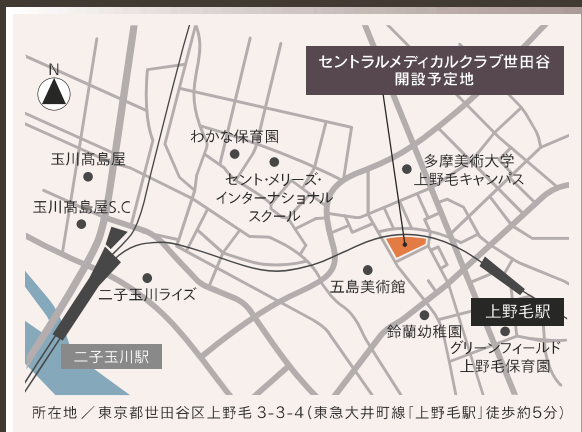 セントラルメディカルクラブ世田谷
開設予定地
N
わかな保育園
玉川髙島屋
セント・メリーズ・
インターナショナル
スクール
多摩美術大学
上野毛キャンパス
玉川髙島屋S.C
二子玉川ライズ
五島美術館
上野毛駅
鈴蘭幼稚園
グリーンフィールド
上野毛保育園
二子玉川駅
所在地／東京都世田谷区上野毛3-3-4(東急大井町線「上野毛駅」徒歩約5分)